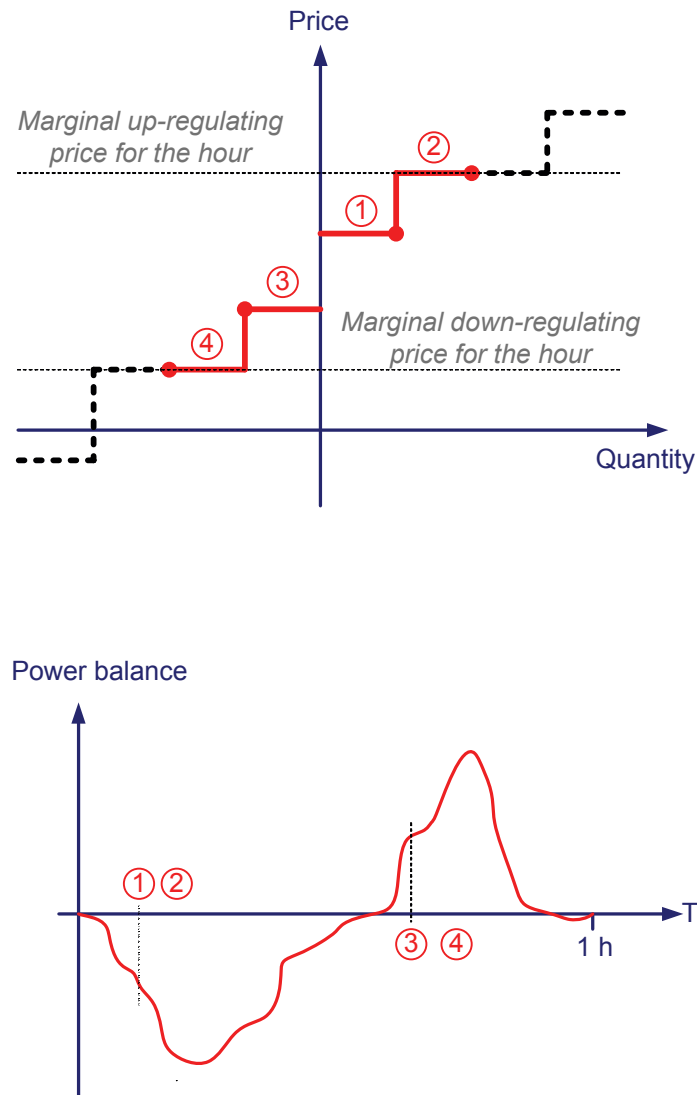 Price
Marginal up-regulating
price for the hour
②
①
③
Marginal down-regulating
price for the hour
④
Quantity
Power balance
① ②
T
③ ④
1 h